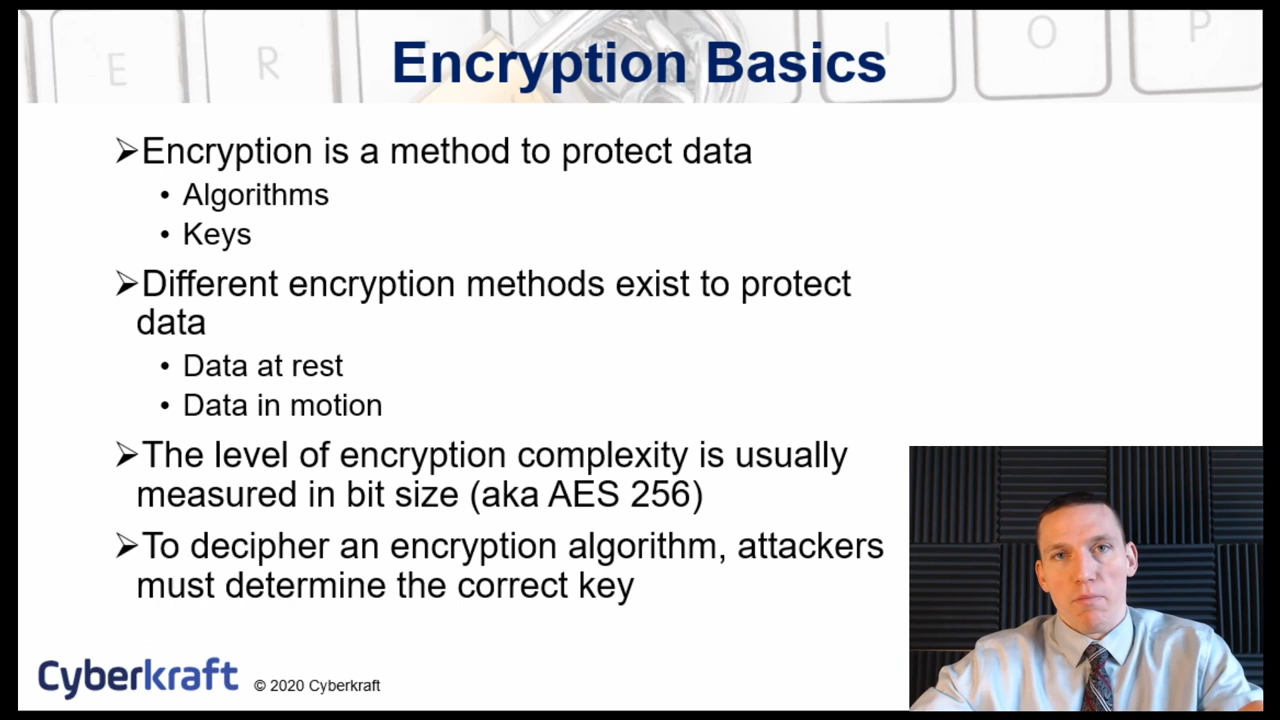 E R I O P
Encryption Basics
➢Encryption is a method to protect data
• Algorithms
• Keys
➢Different encryption methods exist to protect
data
• Data at rest
• Data in motion
➢The level of encryption complexity is usually
measured in bit size (aka AES 256)
➢To decipher an encryption algorithm, attackers
must determine the correct key
Cyberkraft © 2020 Cyberkraft